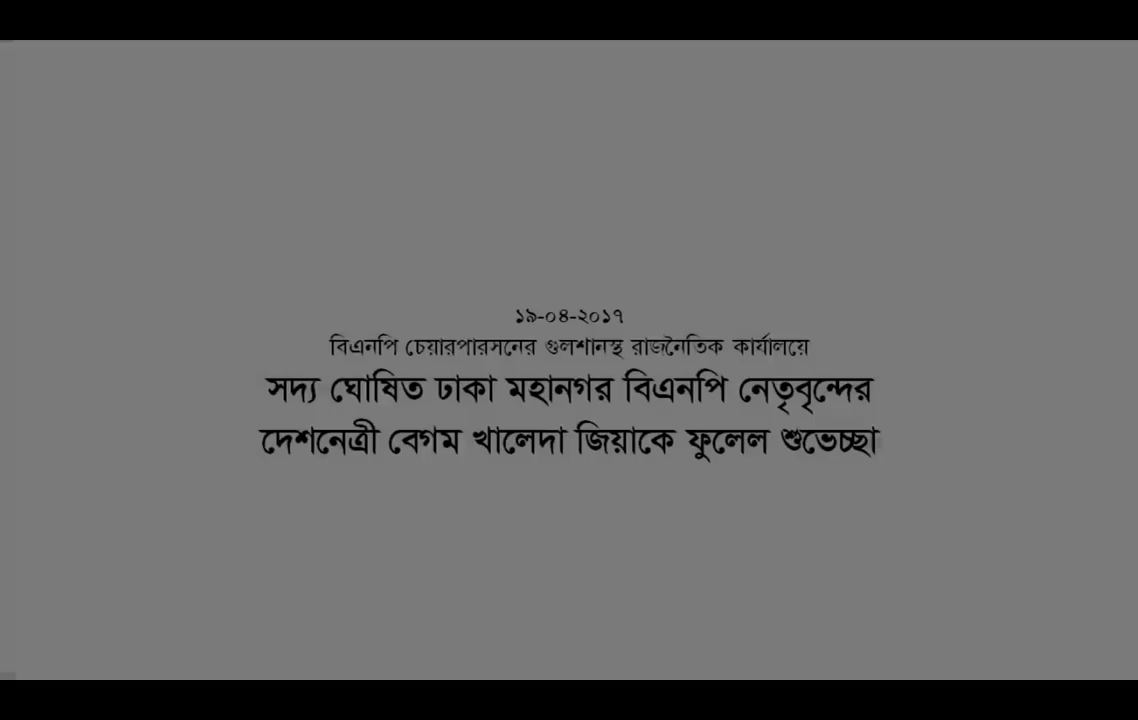 ১৯-০৪-২০১৭
বিএনপি চেয়ারপারসনের গুলশানস্থ রাজনৈতিক কার্যালয়ে
সদ্য ঘোষিত ঢাকা মহানগর বিএনপি নেতৃবৃন্দের
দেশনেত্রী বেগম খালেদা জিয়াকে ফুলেল শুভেচ্ছা